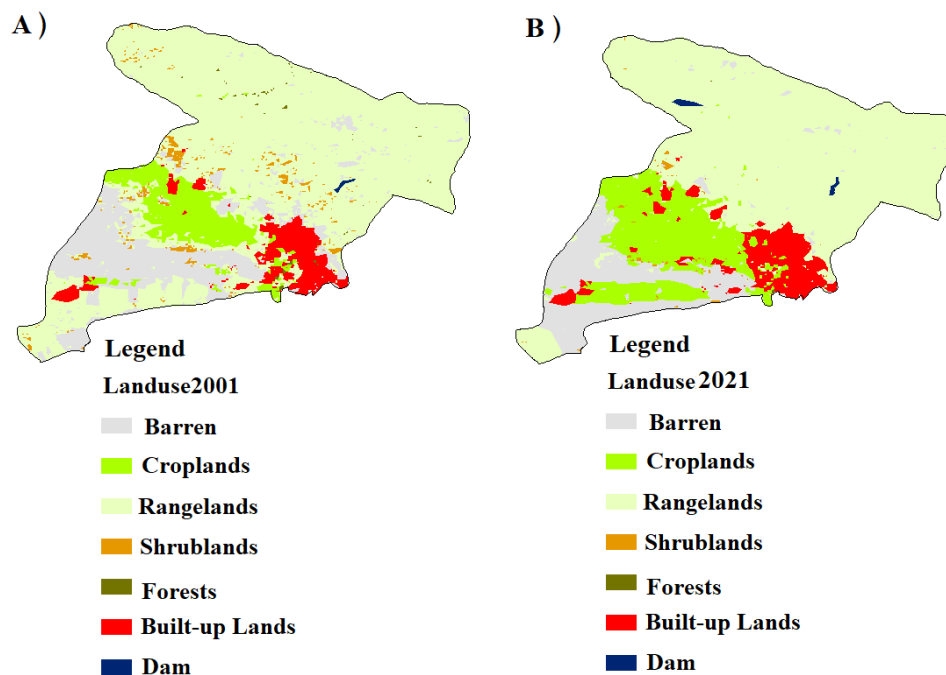 A )
Legend
Landuse2001
Barren
Croplands
Rangelands
Shrublands
Forests
Built-up Lands
Dam
B )
Legend
Landuse 2021
Barren
Croplands
Rangelands
Shrublands
Forests
Built-up Lands
Dam